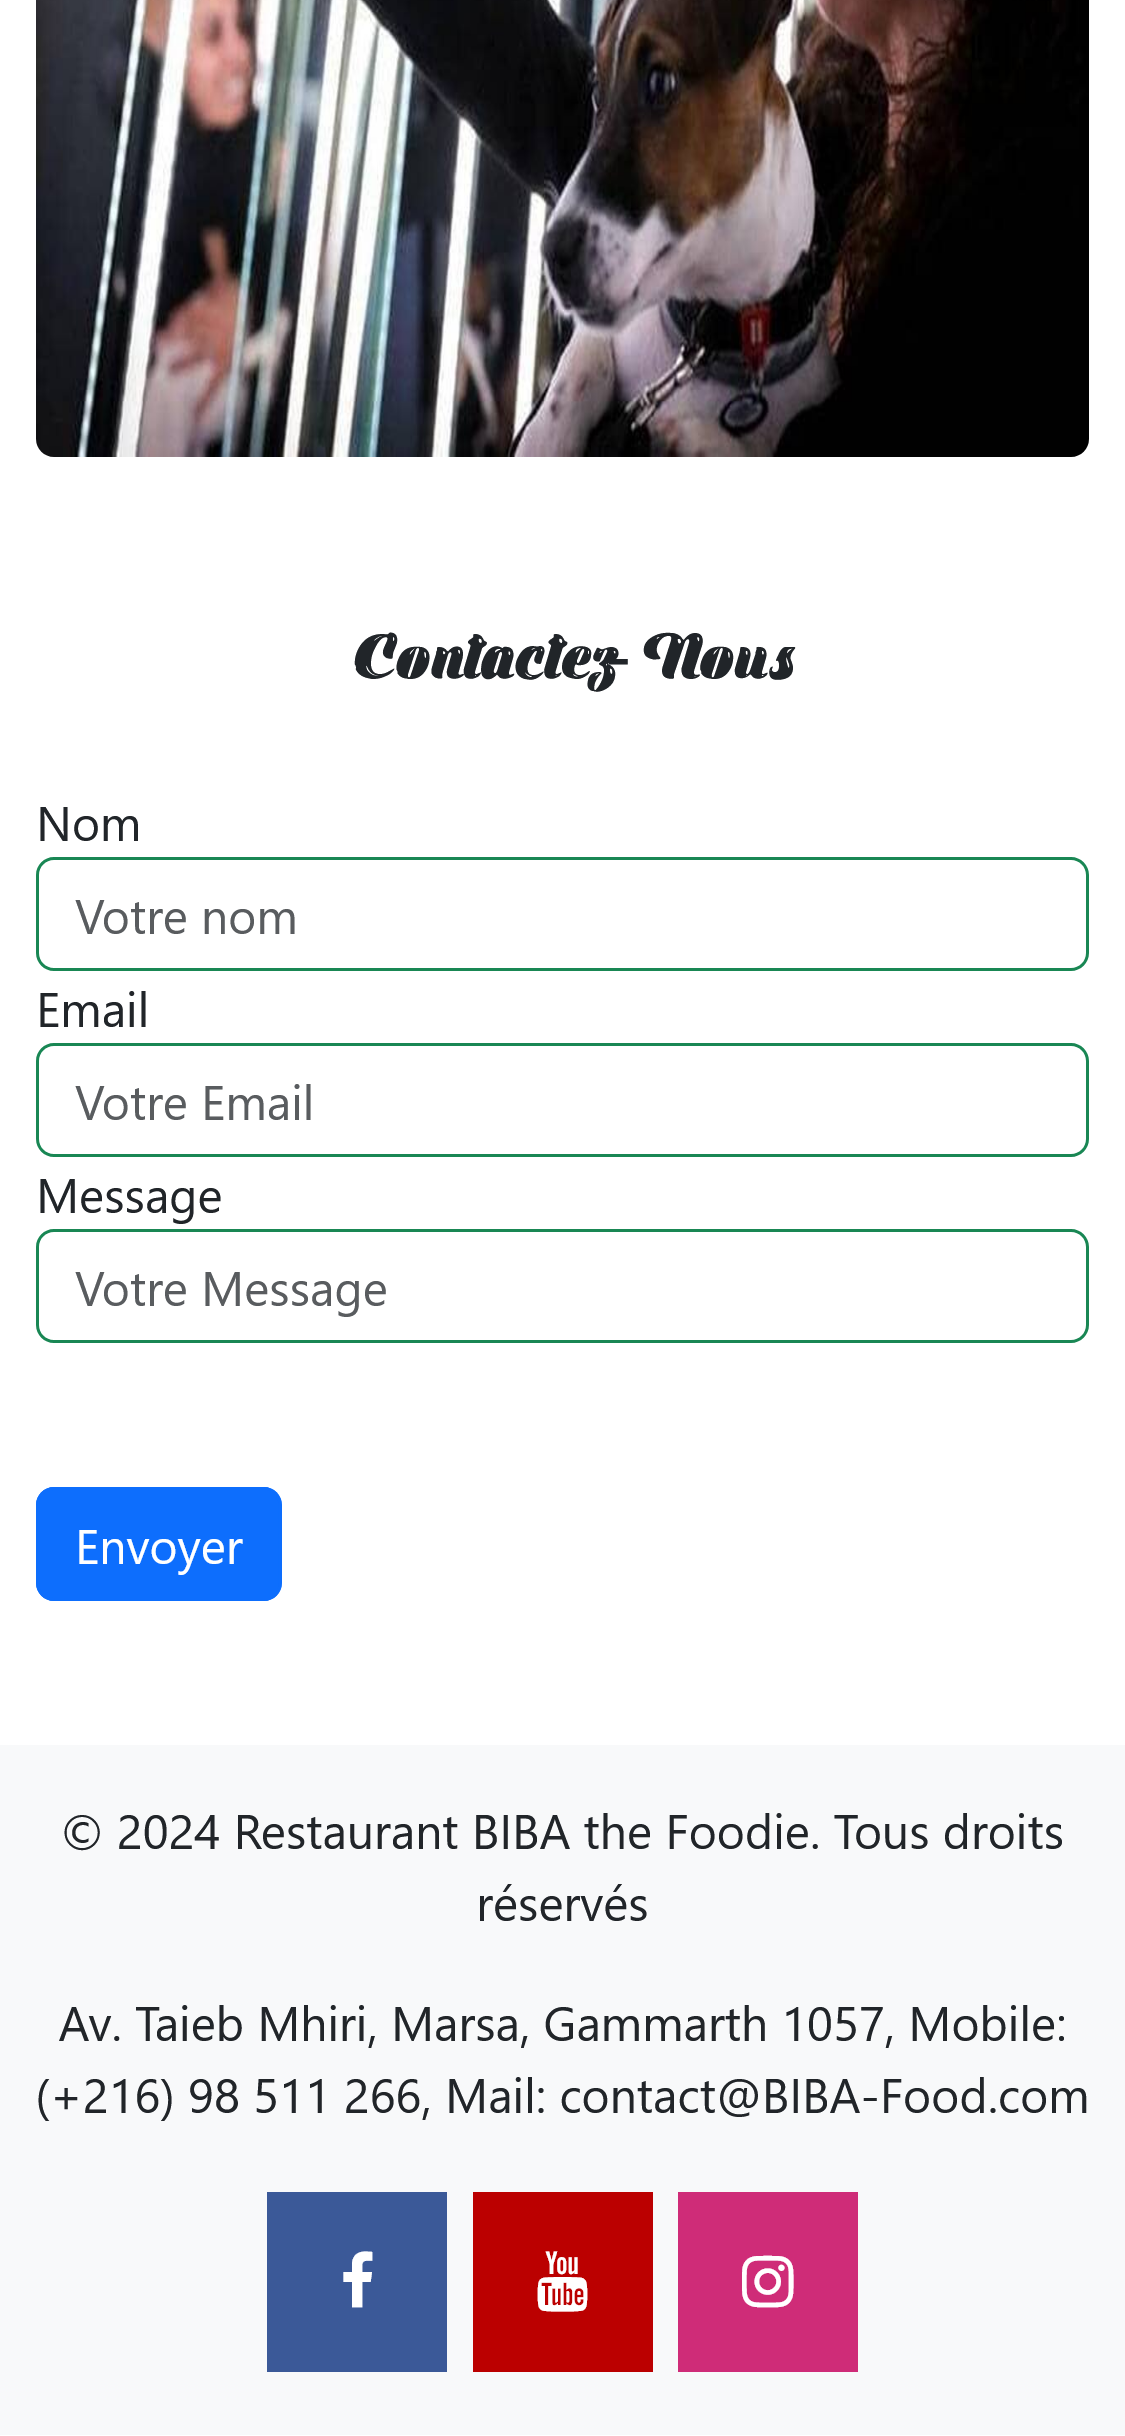 Contactez Nous
Nom
Votre nom
Email
Votre Email
Message
Votre Message
Envoyer
© 2024 Restaurant BIBA the Foodie. Tous droits
réservés
Av. Taieb Mhiri, Marsa, Gammarth 1057, Mobile:
(+216) 98 511 266, Mail: contact@BIBA-Food.com
You
Tube